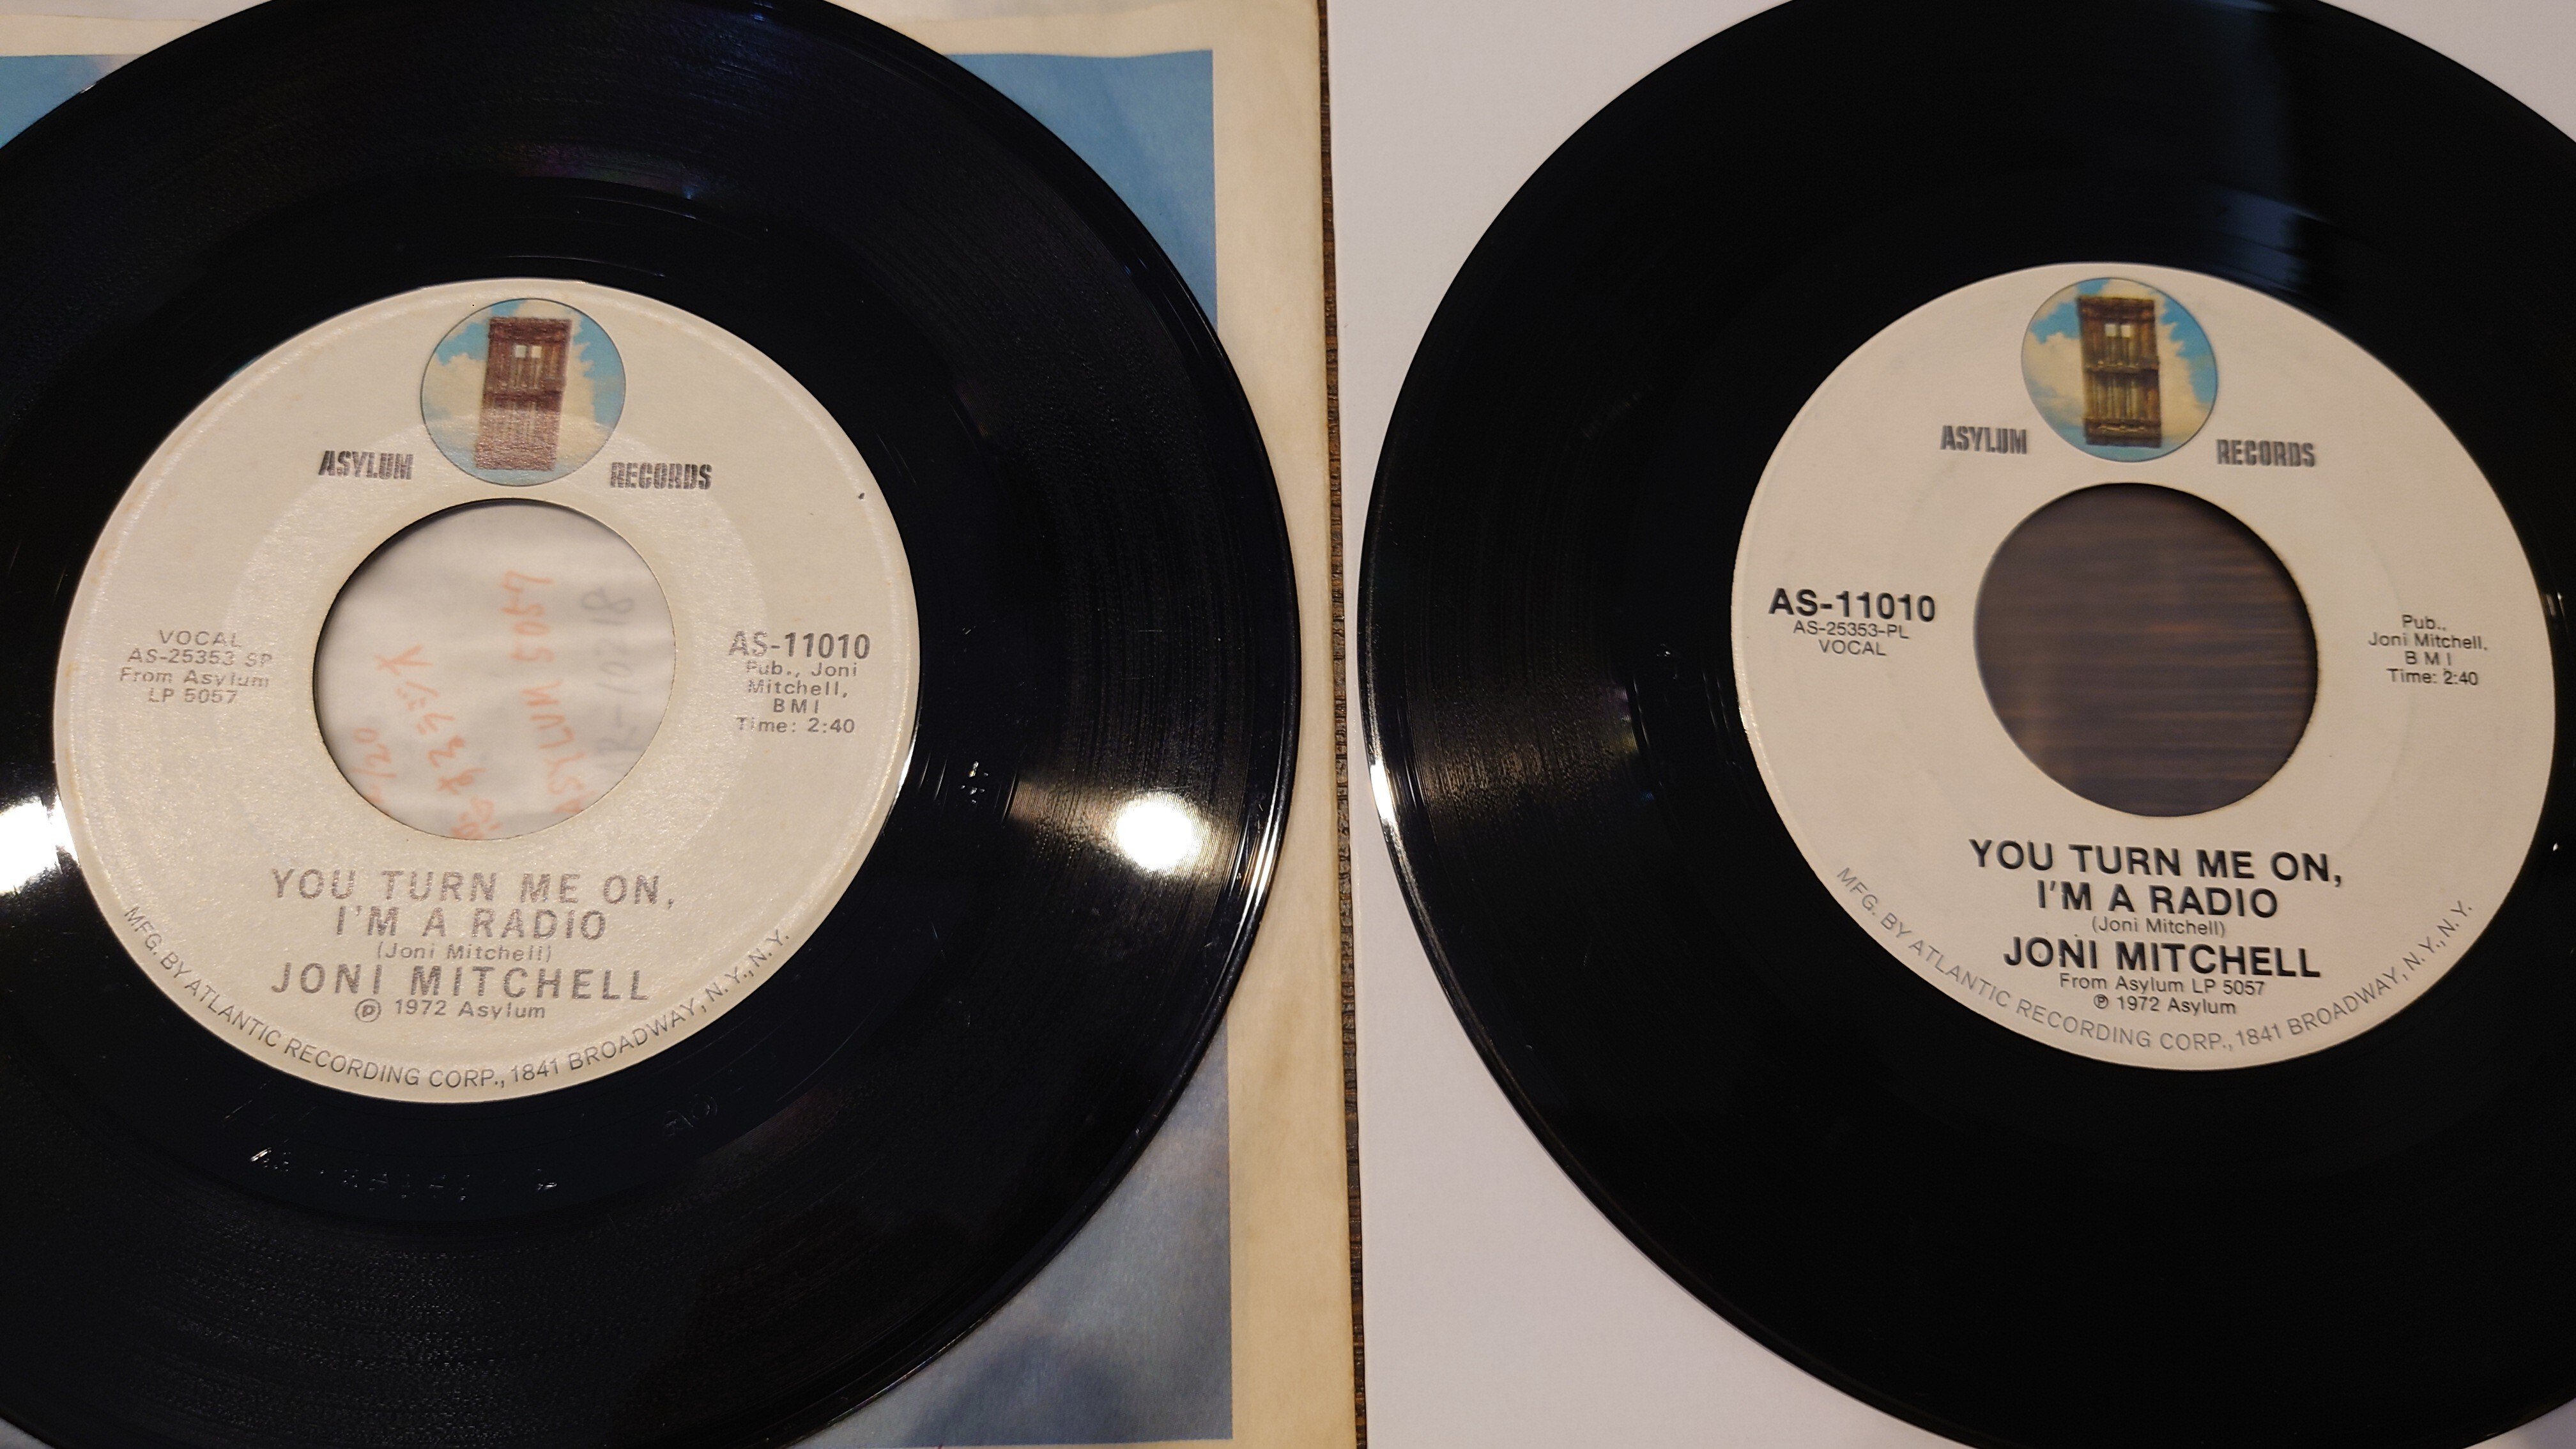 ASYLUM RECORDS
VOCAL
AS-25353 SP
From Asylum
LP 5057
AS-11010
Pub., Joni
Mitchell,
BMI
Time: 2:40
ASYLUM 5057
YOU TURN ME ON,
I'M A RADIO
(Joni Mitchell)
JONI MITCHELL
Ⓟ 1972 Asylum
MFG. BY ATLANTIC RECORDING CORP., 1841 BROADWAY, N.Y., N.Y.
ASYLUM RECORDS
AS-11010
AS-25353-PL
VOCAL
Pub.,
Joni Mitchell,
BMI
Time: 2:40
YOU TURN ME ON,
I'M A RADIO
(Joni Mitchell)
JONI MITCHELL
From Asylum LP 5057
Ⓟ 1972 Asylum
MFG. BY ATLANTIC RECORDING CORP., 1841 BROADWAY, N.Y., N.Y.